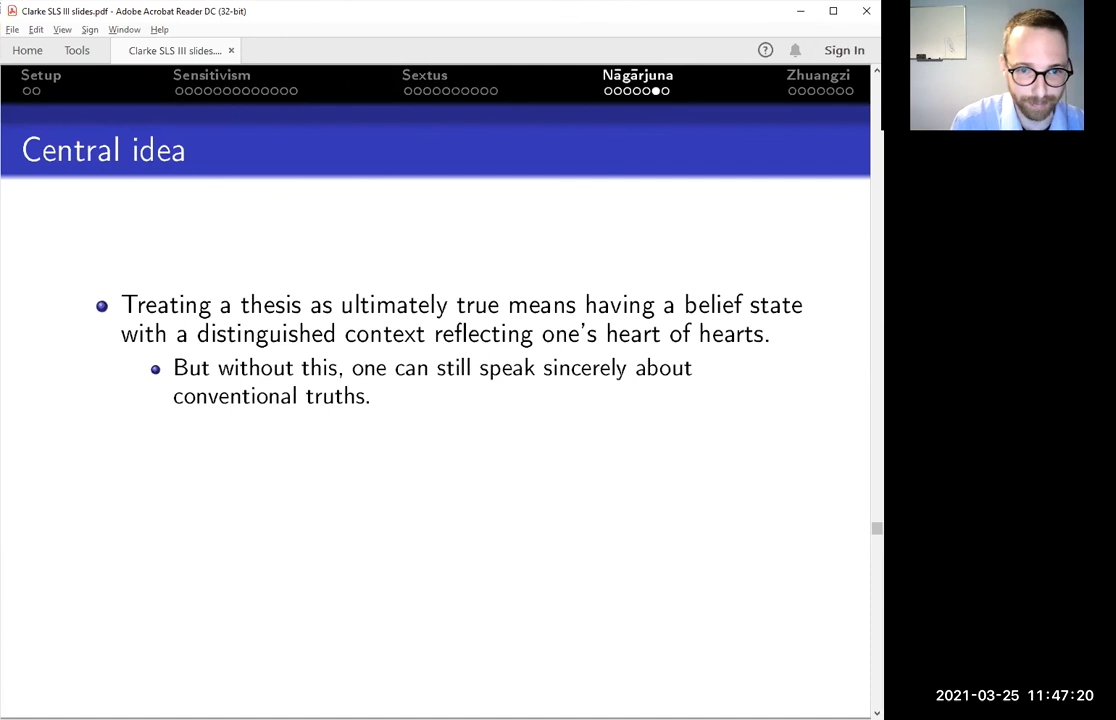 Clarke SLS III slides.pdf - Adobe Acrobat Reader DC (32-bit)
File Edit View Sign Window Help
Home Tools Clarke SLS III slides.... × Sign In
Setup Sensitivism Sextus Nāgārjuna Zhuangzi
Central idea
Treating a thesis as ultimately true means having a belief state
with a distinguished context reflecting one's heart of hearts.
But without this, one can still speak sincerely about
conventional truths.
2021-03-25 11:47:20